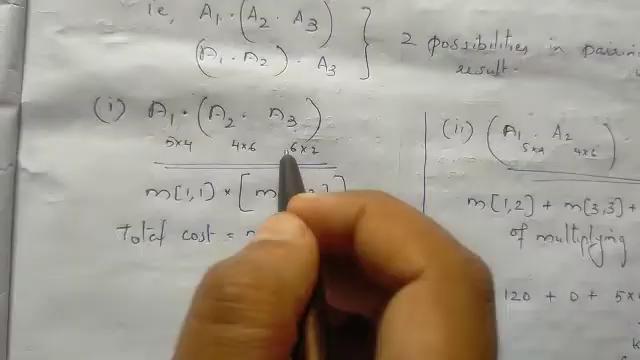 ie, A₁ · (A₂ · A₃)
(A₁ · A₂) · A₃
2 possibilities in
result.
(i) A₁ · (A₂ · A₃)
5×4 4×6 6×2
m[1,1] * [m
Total cost =
(ii) (A₁ · A₂)
5×4 4×6
m[1,2] + m[3,3] +
of multiplying
120 + 0 + 5×